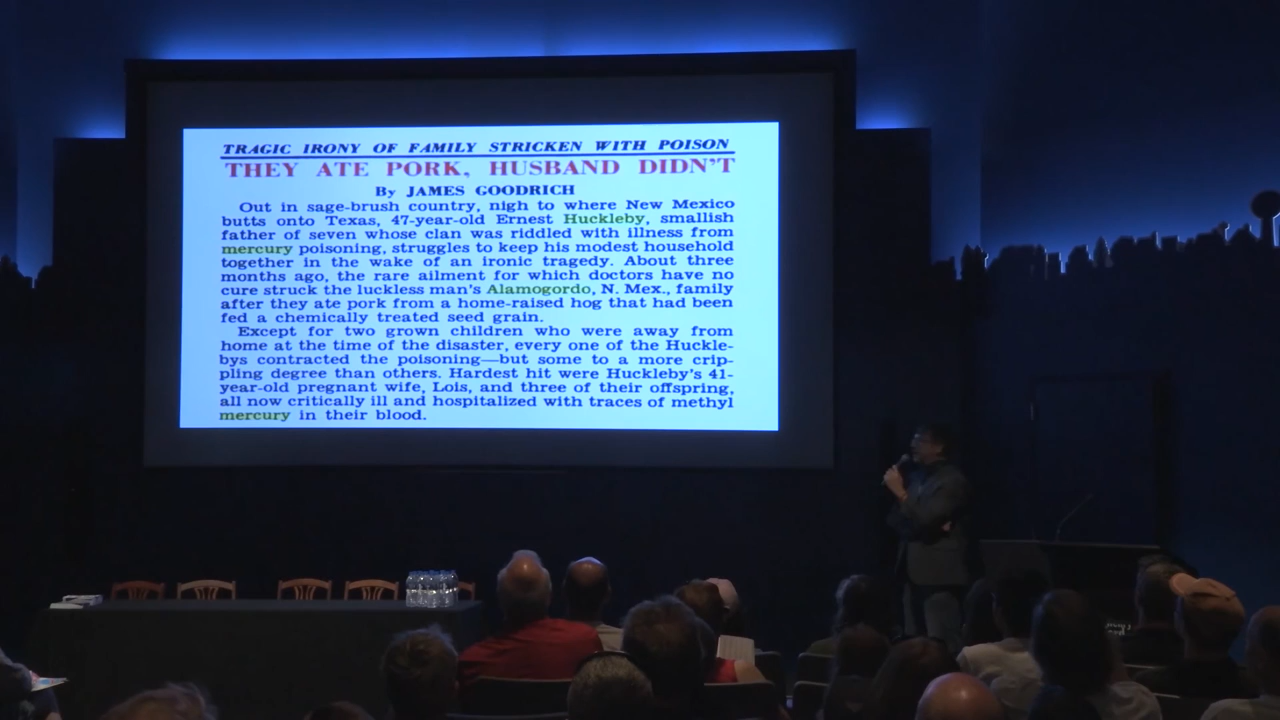 TRAGIC IRONY OF FAMILY STRICKEN WITH POISON
THEY ATE PORK, HUSBAND DIDN'T
By JAMES GOODRICH
Out in sage-brush country, nigh to where New Mexico
butts onto Texas, 47-year-old Ernest Huckleby, smallish
father of seven whose clan was riddled with illness from
mercury poisoning, struggles to keep his modest household
together in the wake of an ironic tragedy. About three
months ago, the rare ailment for which doctors have no
cure struck the luckless man's Alamogordo, N. Mex., family
after they ate pork from a home-raised hog that had been
fed a chemically treated seed grain.
Except for two grown children who were away from
home at the time of the disaster, every one of the Huckle-
bys contracted the poisoning—but some to a more crip-
pling degree than others. Hardest hit were Huckleby's 41-
year-old pregnant wife, Lois, and three of their offspring,
all now critically ill and hospitalized with traces of methyl
mercury in their blood.